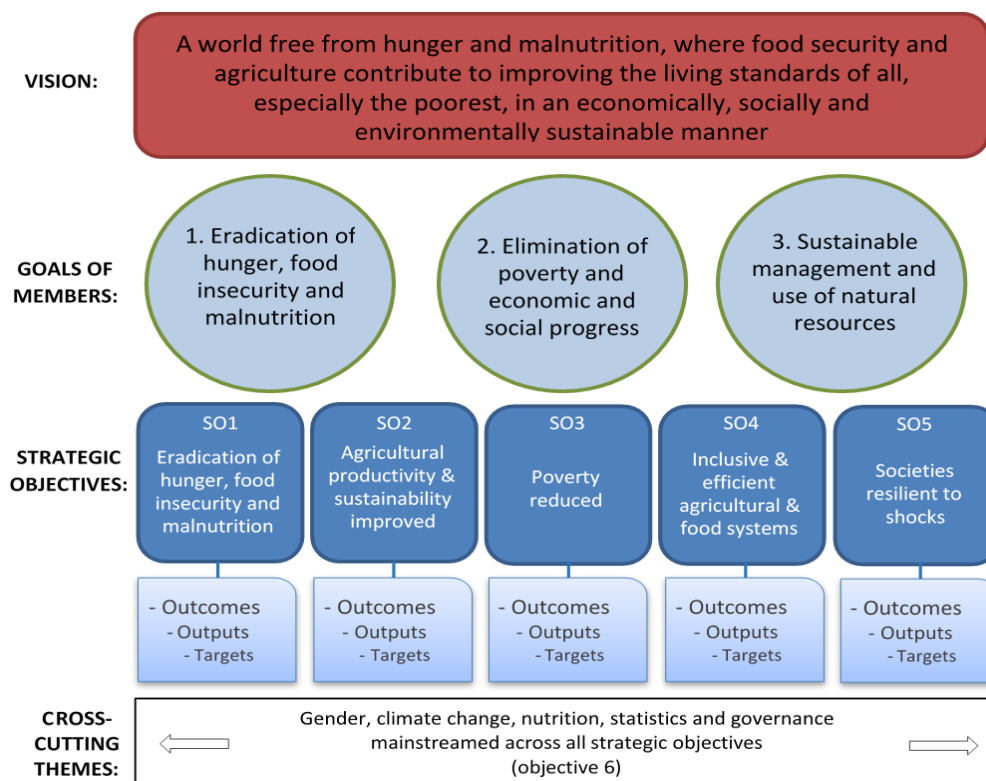 VISION:
A world free from hunger and malnutrition, where food security and
agriculture contribute to improving the living standards of all,
especially the poorest, in an economically, socially and
environmentally sustainable manner
GOALS OF
MEMBERS:
1. Eradication of
hunger, food
insecurity and
malnutrition
2. Elimination of
poverty and
economic and
social progress
3. Sustainable
management and
use of natural
resources
STRATEGIC
OBJECTIVES:
SO1
Eradication of
hunger, food
insecurity and
malnutrition
SO2
Agricultural
productivity &
sustainability
improved
SO3
Poverty
reduced
SO4
Inclusive &
efficient
agricultural &
food systems
SO5
Societies
resilient to
shocks
- Outcomes
- Outputs
- Targets
- Outcomes
- Outputs
- Targets
- Outcomes
- Outputs
- Targets
- Outcomes
- Outputs
- Targets
- Outcomes
- Outputs
- Targets
CROSS-
CUTTING
THEMES:
Gender, climate change, nutrition, statistics and governance
mainstreamed across all strategic objectives
(objective 6)